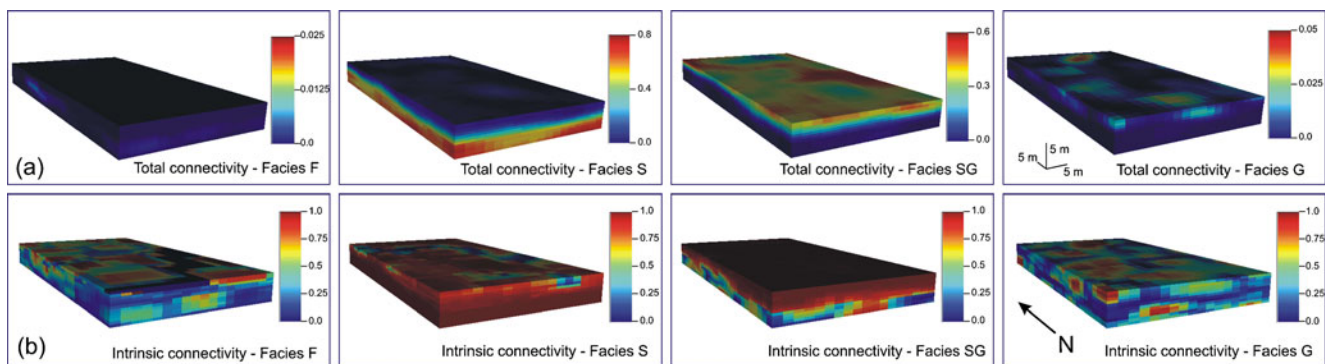 0.025
0.0125
0.0
(a)
Total connectivity - Facies F
0.8
0.4
0.0
Total connectivity - Facies S
0.6
0.3
0.0
Total connectivity - Facies SG
0.05
0.025
0.0
5 m
5 m
5 m
Total connectivity - Facies G
1.0
0.75
0.5
0.25
0.0
(b)
Intrinsic connectivity - Facies F
1.0
0.75
0.5
0.25
0.0
Intrinsic connectivity - Facies S
1.0
0.75
0.5
0.25
0.0
Intrinsic connectivity - Facies SG
1.0
0.75
0.5
0.25
0.0
N
Intrinsic connectivity - Facies G